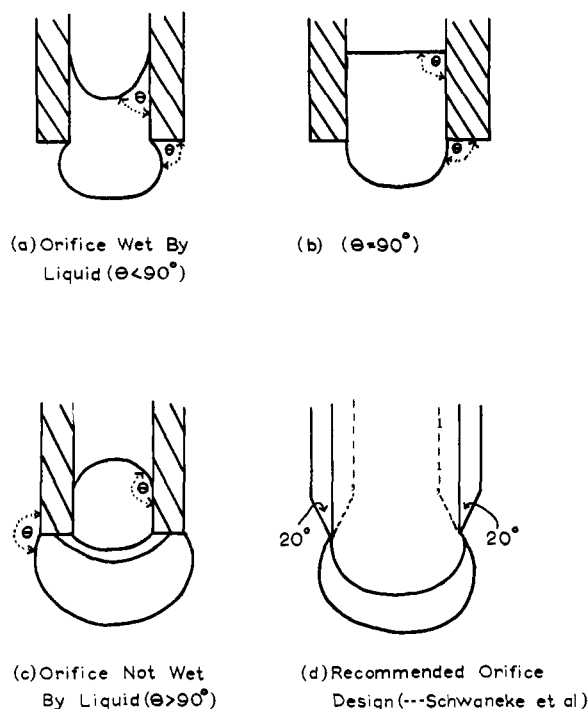 θ
θ
θ
θ
(a) Orifice Wet By
Liquid (θ<90°)
(b) (θ=90°)
θ
θ
20°
20°
(c) Orifice Not Wet
By Liquid (θ>90°)
(d) Recommended Orifice
Design (---Schwaneke et al)